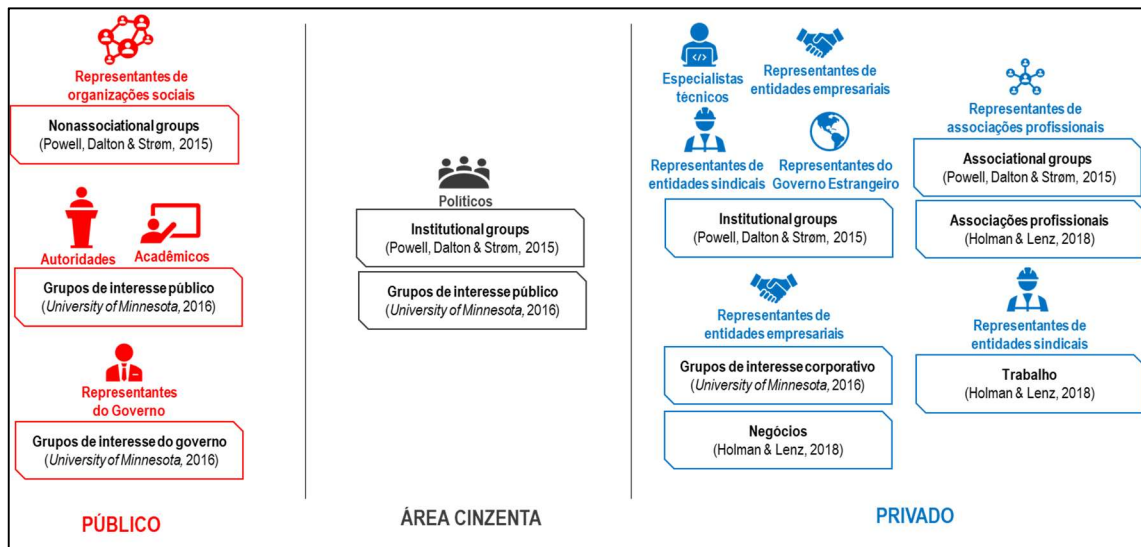 Representantes de
organizações sociais
Nonassociational groups
(Powell, Dalton & Strøm, 2015)
Autoridades
Acadêmicos
Grupos de interesse público
(University of Minnesota, 2016)
Representantes
do Governo
Grupos de interesse do governo
(University of Minnesota, 2016)
PÚBLICO
Políticos
Institutional groups
(Powell, Dalton & Strøm, 2015)
Grupos de interesse público
(University of Minnesota, 2016)
ÁREA CINZENTA
Especialistas
técnicos
Representantes de
entidades empresariais
Representantes de
entidades sindicais
Representantes do
Governo Estrangeiro
Institutional groups
(Powell, Dalton & Strøm, 2015)
Representantes de
entidades empresariais
Grupos de interesse corporativo
(University of Minnesota, 2016)
Negócios
(Holman & Lenz, 2018)
Representantes de
associações profissionais
Associational groups
(Powell, Dalton & Strøm, 2015)
Associações profissionais
(Holman & Lenz, 2018)
Representantes de
entidades sindicais
Trabalho
(Holman & Lenz, 2018)
PRIVADO